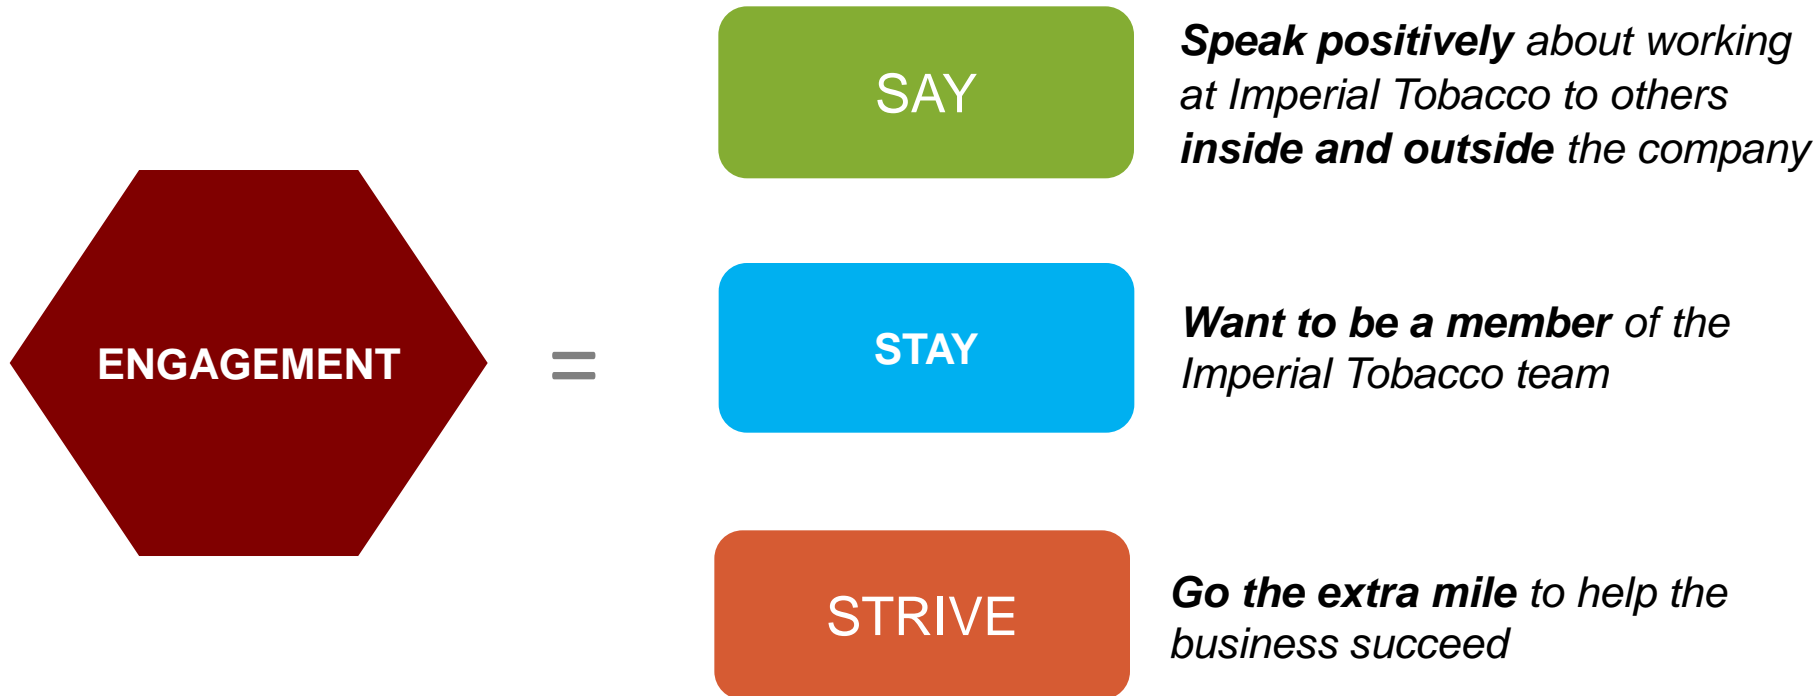 SAY
Speak positively about working
at Imperial Tobacco to others
inside and outside the company
ENGAGEMENT
=
STAY
Want to be a member of the
Imperial Tobacco team
STRIVE
Go the extra mile to help the
business succeed